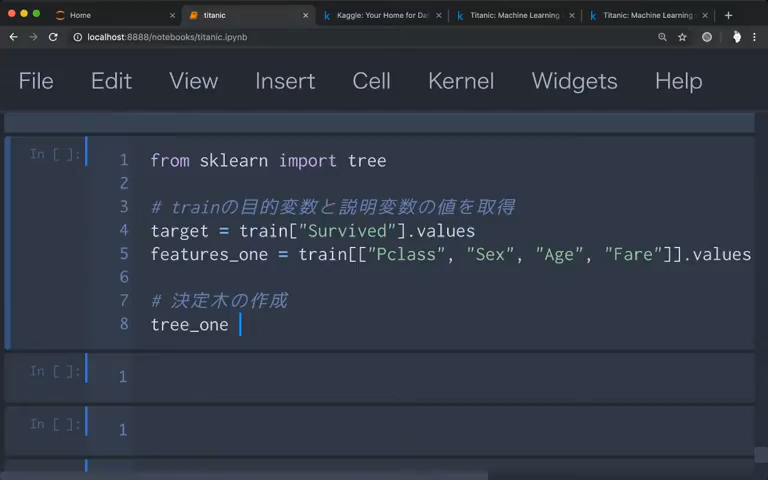 Home
titanic
Kaggle: Your Home for Dat
Titanic: Machine Learning
Titanic: Machine Learning
localhost:8888/notebooks/titanic.ipynb
File Edit View Insert Cell Kernel Widgets Help
In [ ]:
1 from sklearn import tree
2
3 # trainの目的変数と説明変数の値を取得
4 target = train["Survived"].values
5 features_one = train[["Pclass", "Sex", "Age", "Fare"]].values
6
7 # 決定木の作成
8 tree_one
In [ ]:
1
In [ ]:
1